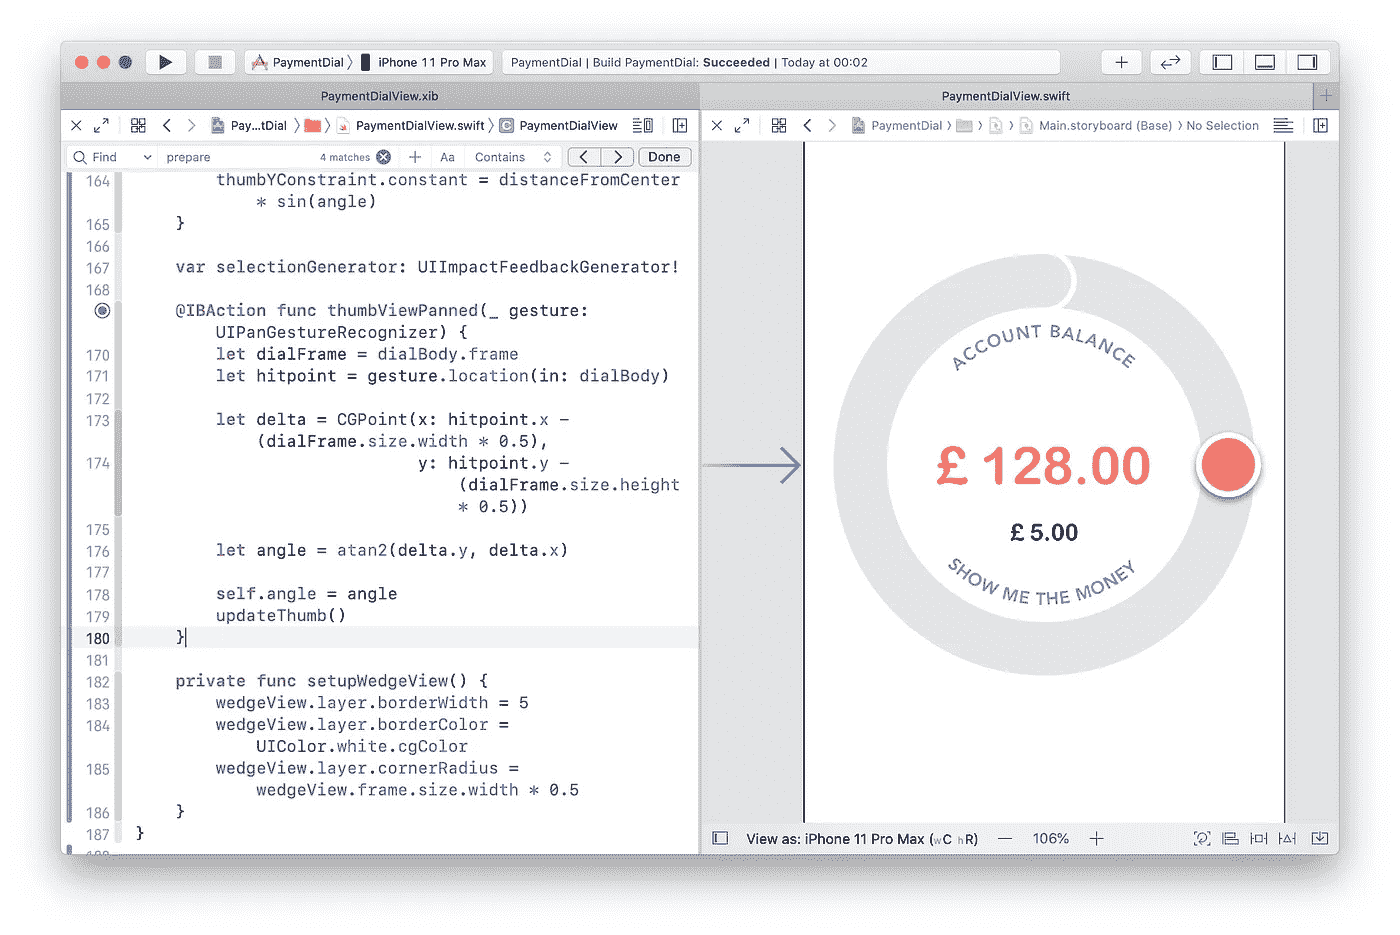 PaymentDial 〉 iPhone 11 Pro Max
PaymentDial | Build PaymentDial: Succeeded | Today at 00:02
PaymentDialView.xib
PaymentDialView.swift
Pay...tDial 〉 〉 PaymentDialView.swift 〉 C PaymentDialView
PaymentDial 〉 〉 〉 Main.storyboard (Base) 〉 No Selection
Find prepare 4 matches Aa Contains Done
164 thumbYConstraint.constant = distanceFromCenter
* sin(angle)
165 }
166
167 var selectionGenerator: UIImpactFeedbackGenerator!
168
@IBAction func thumbViewPanned(_ gesture:
UIPanGestureRecognizer) {
170 let dialFrame = dialBody.frame
171 let hitpoint = gesture.location(in: dialBody)
172
173 let delta = CGPoint(x: hitpoint.x -
(dialFrame.size.width * 0.5),
174 y: hitpoint.y -
(dialFrame.size.height
* 0.5))
175
176 let angle = atan2(delta.y, delta.x)
177
178 self.angle = angle
179 updateThumb()
180 }
181
182 private func setupWedgeView() {
183 wedgeView.layer.borderWidth = 5
184 wedgeView.layer.borderColor =
UIColor.white.cgColor
185 wedgeView.layer.cornerRadius =
wedgeView.frame.size.width * 0.5
186 }
187 }
ACCOUNT BALANCE
£ 128.00
£ 5.00
SHOW ME THE MONEY
View as: iPhone 11 Pro Max (wC hR) — 106% +